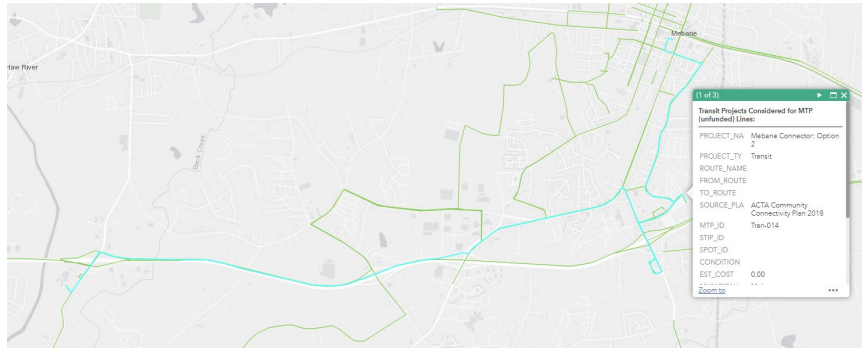 Mebane
Haw River
Back Creek
(1 of 3)
Transit Projects Considered for MTP
(unfunded) Lines:
PROJECT_NA Mebane Connector: Option
2
PROJECT_TY Transit
ROUTE_NAME
FROM_ROUTE
TO_ROUTE
SOURCE_PLA ACTA Community
Connectivity Plan 2018
MTP_ID Tran-014
STIP_ID
SPOT_ID
CONDITION
EST_COST 0.00
Zoom to